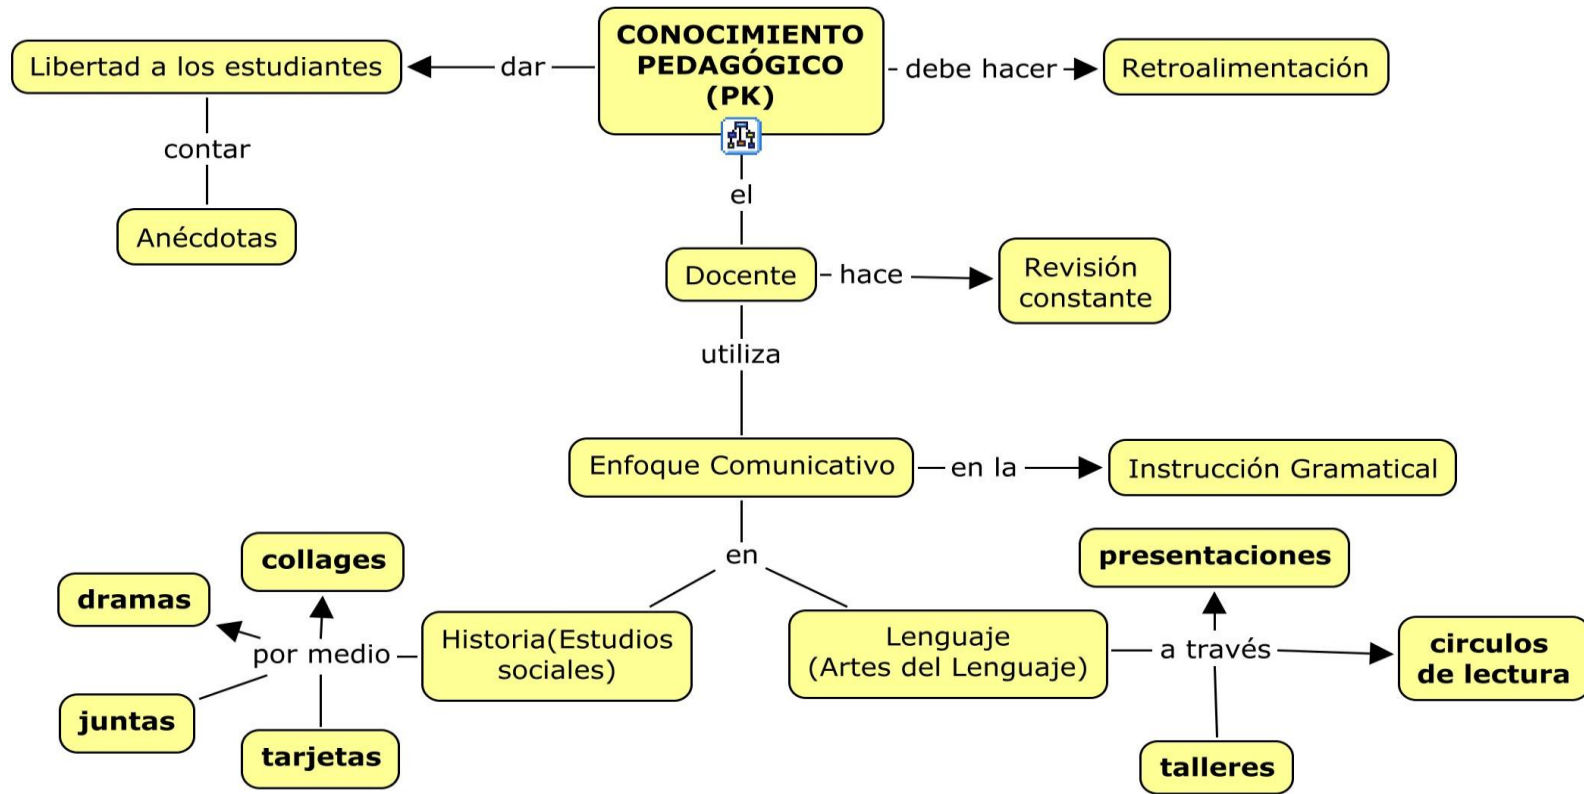 CONOCIMIENTO
PEDAGÓGICO
(PK)
Libertad a los estudiantes
dar
debe hacer
Retroalimentación
contar
el
Anécdotas
Docente
hace
Revisión
constante
utiliza
Enfoque Comunicativo
en la
Instrucción Gramatical
en
collages
dramas
por medio
Historia(Estudios
sociales)
juntas
tarjetas
Lenguaje
(Artes del Lenguaje)
a través
presentaciones
circulos
de lectura
talleres